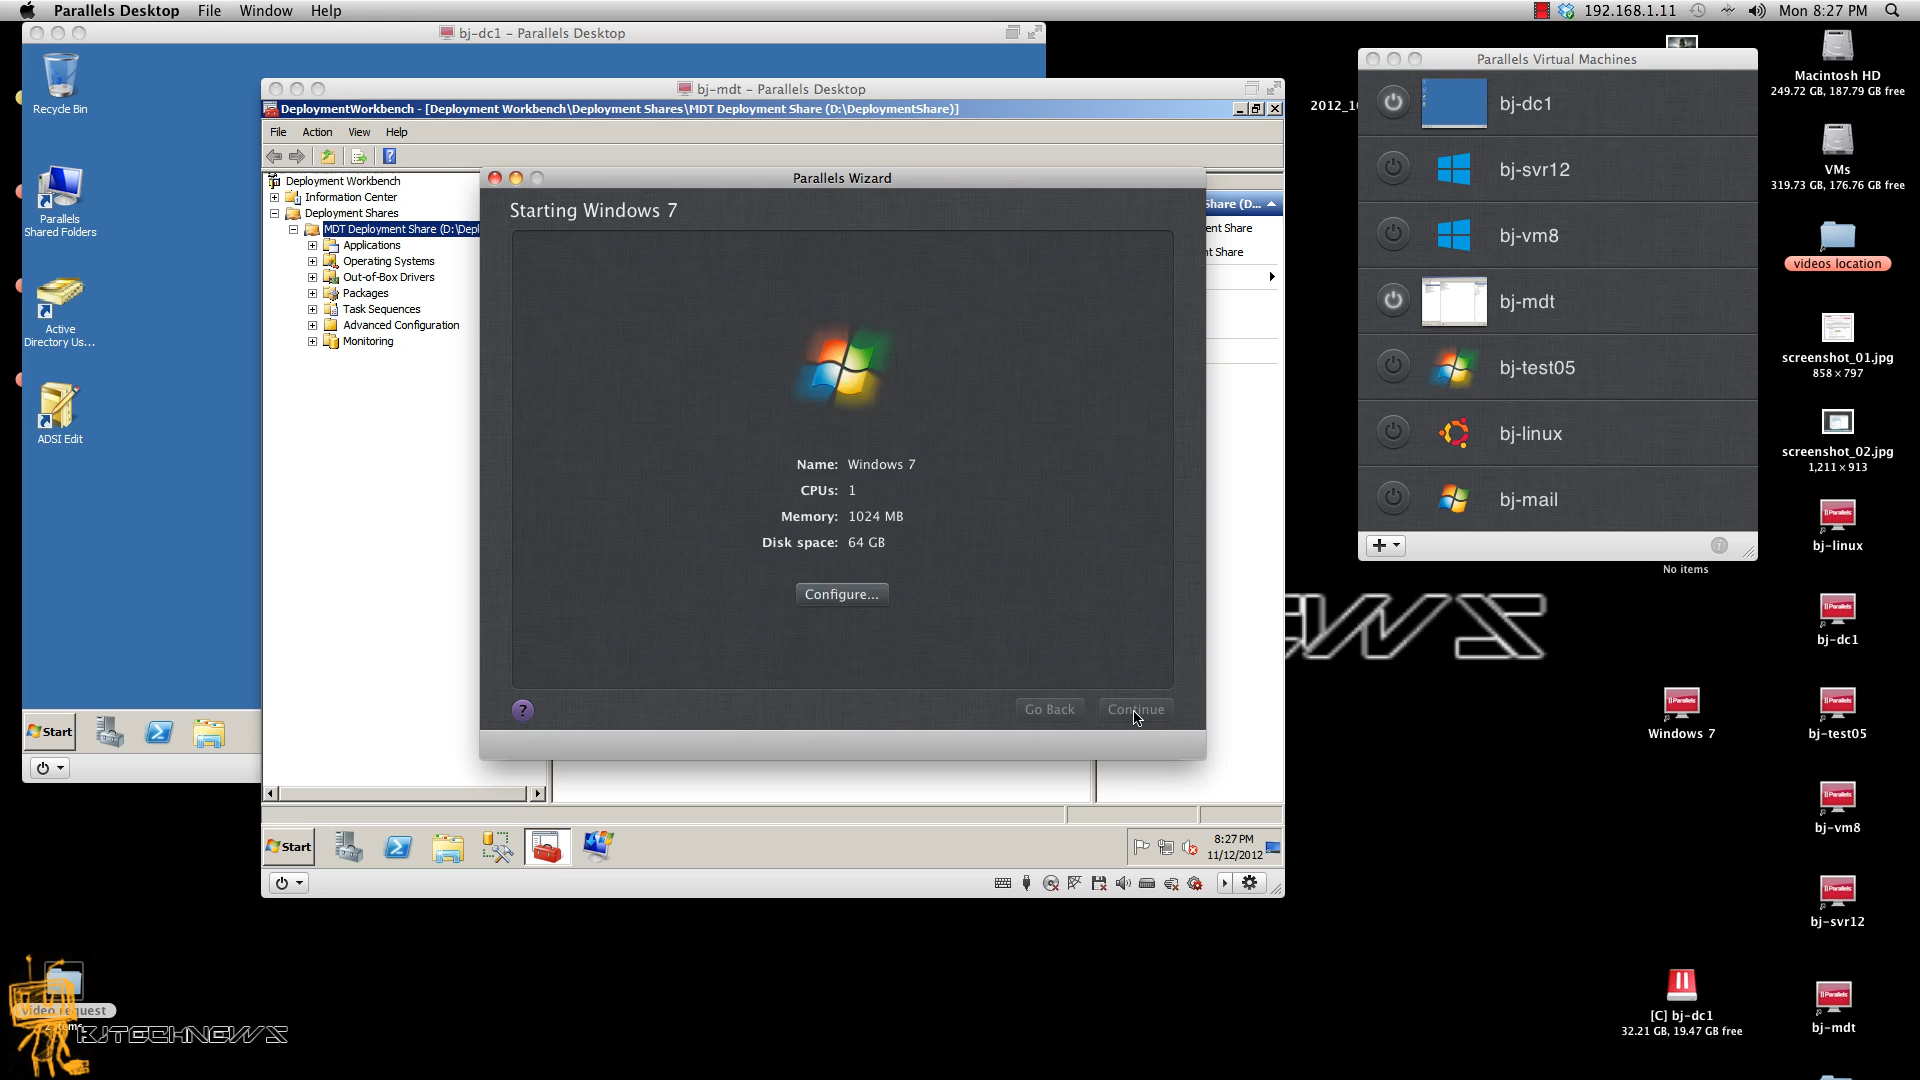 Parallels Desktop File Window Help
192.168.1.11 Mon 8:27 PM
bj-dc1 - Parallels Desktop
Recycle Bin
Parallels
Shared Folders
Active
Directory Us...
ADSI Edit
Start
bj-mdt - Parallels Desktop
DeploymentWorkbench - [Deployment Workbench\Deployment Shares\MDT Deployment Share (D:\DeploymentShare)]
File Action View Help
Deployment Workbench
Information Center
Deployment Shares
MDT Deployment Share (D:\Depl
Applications
Operating Systems
Out-of-Box Drivers
Packages
Task Sequences
Advanced Configuration
Monitoring
Share (D...
ent Share
t Share
Parallels Wizard
Starting Windows 7
Name: Windows 7
CPUs: 1
Memory: 1024 MB
Disk space: 64 GB
Configure...
? Go Back Continue
Start
8:27 PM
11/12/2012
Parallels Virtual Machines
bj-dc1
bj-svr12
bj-vm8
bj-mdt
bj-test05
bj-linux
bj-mail
No items
Macintosh HD
249.72 GB, 187.79 GB free
VMs
319.73 GB, 176.76 GB free
videos location
screenshot_01.jpg
858 × 797
screenshot_02.jpg
1,211 × 913
bj-linux
bj-dc1
Windows 7
bj-test05
bj-vm8
bj-svr12
[C] bj-dc1
32.21 GB, 19.47 GB free
bj-mdt
BJTECHNEWS